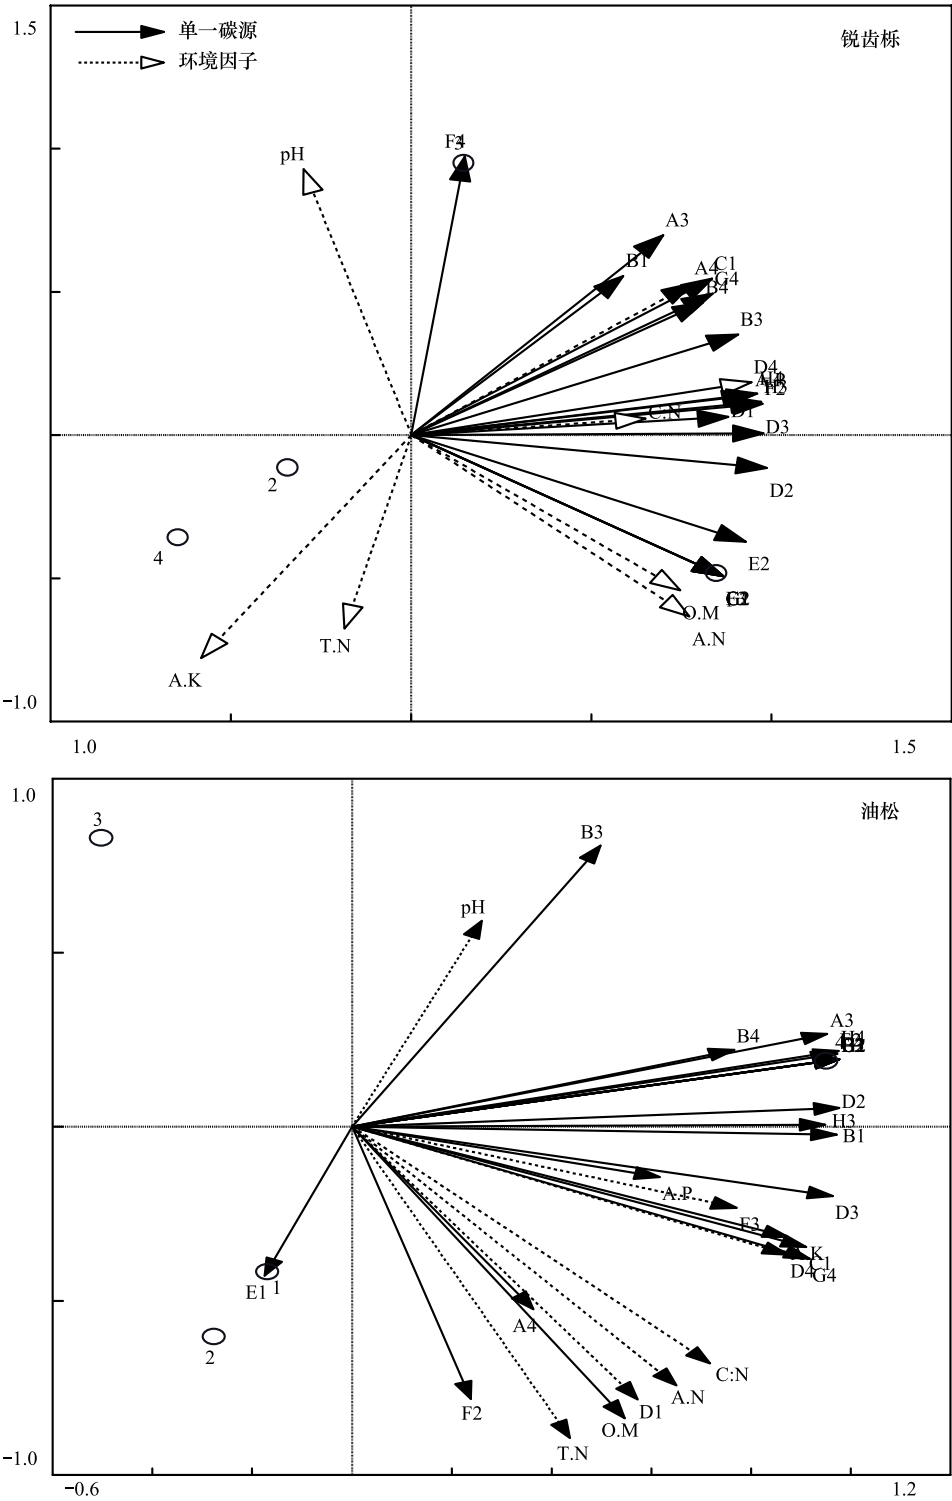 1.5
单一碳源
锐齿栎
环境因子
F4
pH
A3
B1
C1
A4
G4
B4
B3
D4
C:N
D1
D3
2
D2
4
E2
O.M
A.N
T.N
A.K
−1.0
1.0
1.5
1.0
油松
3
B3
pH
A3
B4
H4
4
D2
H3
B1
A.P
D3
F3
K
C1
D4
G4
E1
1
A4
2
C:N
A.N
F2
D1
O.M
T.N
−1.0
−0.6
1.2